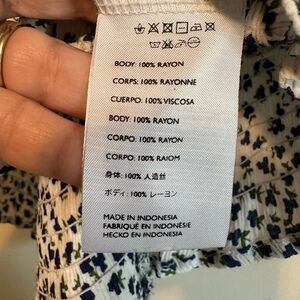 BODY: 100% RAYON
CORPS: 100% RAYONNE
CUERPO: 100% VISCOSA
BODY: 100% RAYON
CORPO: 100% RAYON
CORPO: 100% RAIOM
身体: 100% 人造丝
ボディ: 100% レーヨン
MADE IN INDONESIA
FABRIQUÉ EN INDONÉSIE
HECHO EN INDONESIA